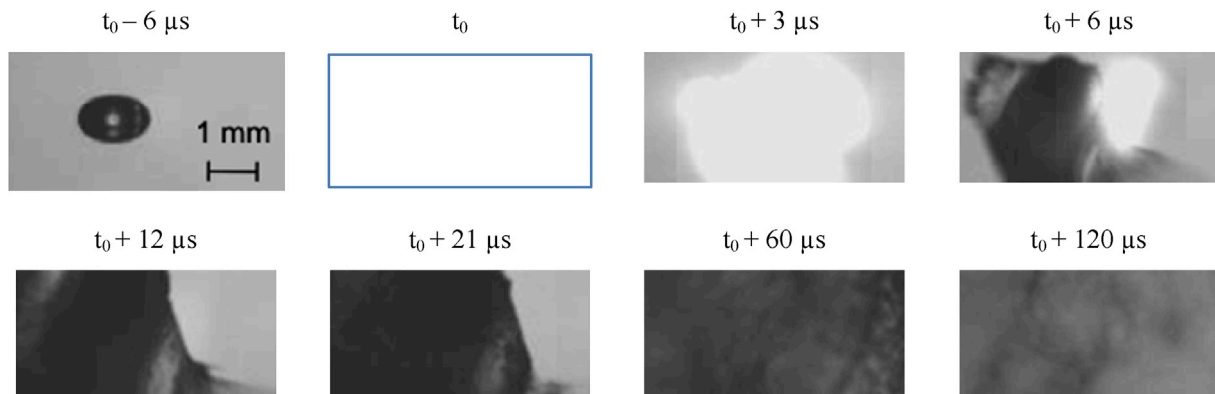 t₀ – 6 µs
t₀
t₀ + 3 µs
t₀ + 6 µs
1 mm
t₀ + 12 µs
t₀ + 21 µs
t₀ + 60 µs
t₀ + 120 µs